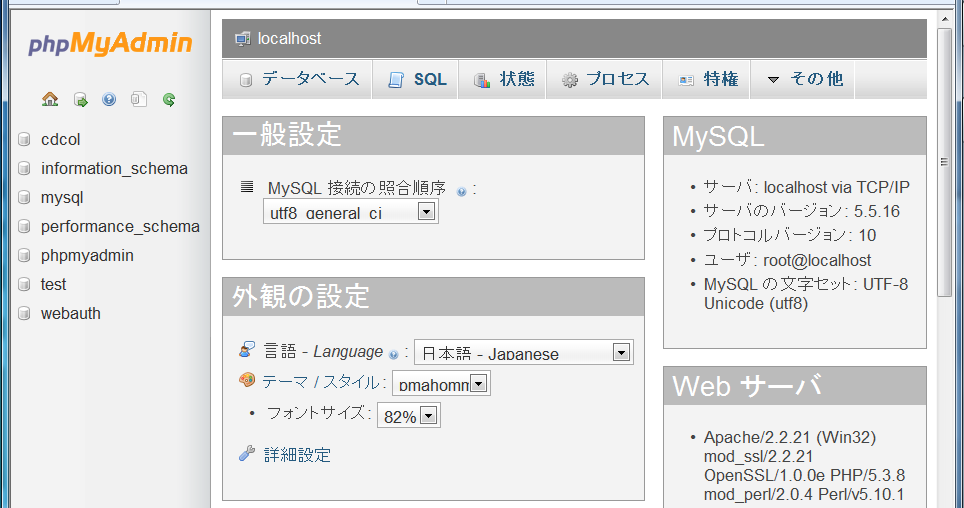 phpMyAdmin
cdcol
information_schema
mysql
performance_schema
phpmyadmin
test
webauth
localhost
データベース SQL 状態 プロセス 特権 その他
一般設定
MySQL 接続の照合順序 :
utf8_general_ci
外観の設定
言語 - Language : 日本語 - Japanese
テーマ / スタイル: pmahomm
• フォントサイズ: 82%
詳細設定
MySQL
• サーバ: localhost via TCP/IP
• サーバのバージョン: 5.5.16
• プロトコルバージョン: 10
• ユーザ: root@localhost
• MySQL の文字セット: UTF-8
Unicode (utf8)
Web サーバ
• Apache/2.2.21 (Win32)
mod_ssl/2.2.21
OpenSSL/1.0.0e PHP/5.3.8
mod_perl/2.0.4 Perl/v5.10.1